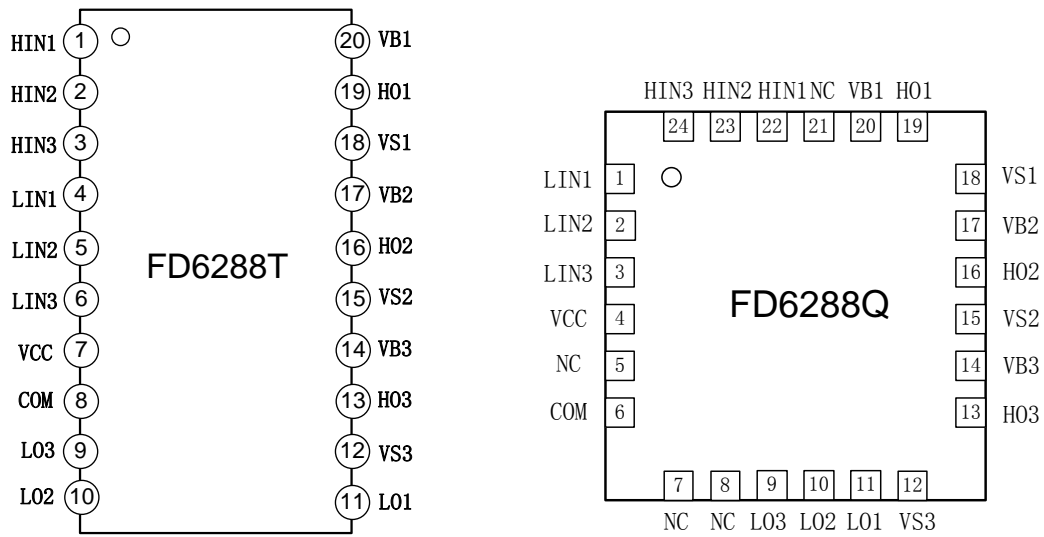 HIN1 1 20 VB1
HIN2 2 19 HO1
HIN3 3 18 VS1
LIN1 4 17 VB2
LIN2 5 16 HO2
FD6288T
LIN3 6 15 VS2
VCC 7 14 VB3
COM 8 13 HO3
LO3 9 12 VS3
LO2 10 11 LO1
HIN3 HIN2 HIN1 NC VB1 HO1
24 23 22 21 20 19
LIN1 1 18 VS1
LIN2 2 17 VB2
LIN3 3 16 HO2
FD6288Q
VCC 4 15 VS2
NC 5 14 VB3
COM 6 13 HO3
7 8 9 10 11 12
NC NC LO3 LO2 LO1 VS3